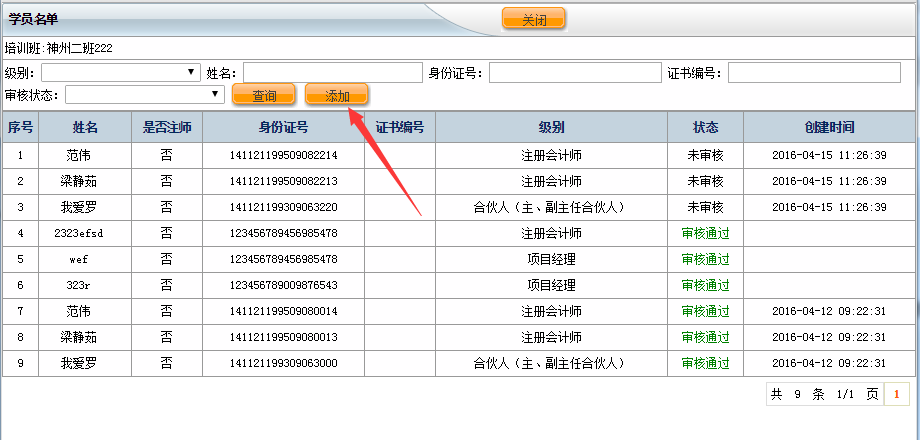 学员名单 关闭
培训班:神州二班222
级别: 姓名: 身份证号: 证书编号:
审核状态: 查询 添加
序号 姓名 是否注师 身份证号 证书编号 级别 状态 创建时间
1 范伟 否 141121199509082214 注册会计师 未审核 2016-04-15 11:26:39
2 梁静茹 否 141121199509082213 注册会计师 未审核 2016-04-15 11:26:39
3 我爱罗 否 141121199309063220 合伙人（主、副主任合伙人） 未审核 2016-04-15 11:26:39
4 2323efsd 否 123456789456985478 注册会计师 审核通过
5 wef 否 123456789456985478 项目经理 审核通过
6 323r 否 123456789009876543 项目经理 审核通过
7 范伟 否 141121199509080014 注册会计师 审核通过 2016-04-12 09:22:31
8 梁静茹 否 141121199509080013 注册会计师 审核通过 2016-04-12 09:22:31
9 我爱罗 否 141121199309063000 合伙人（主、副主任合伙人） 审核通过 2016-04-12 09:22:31
共 9 条 1/1 页 1